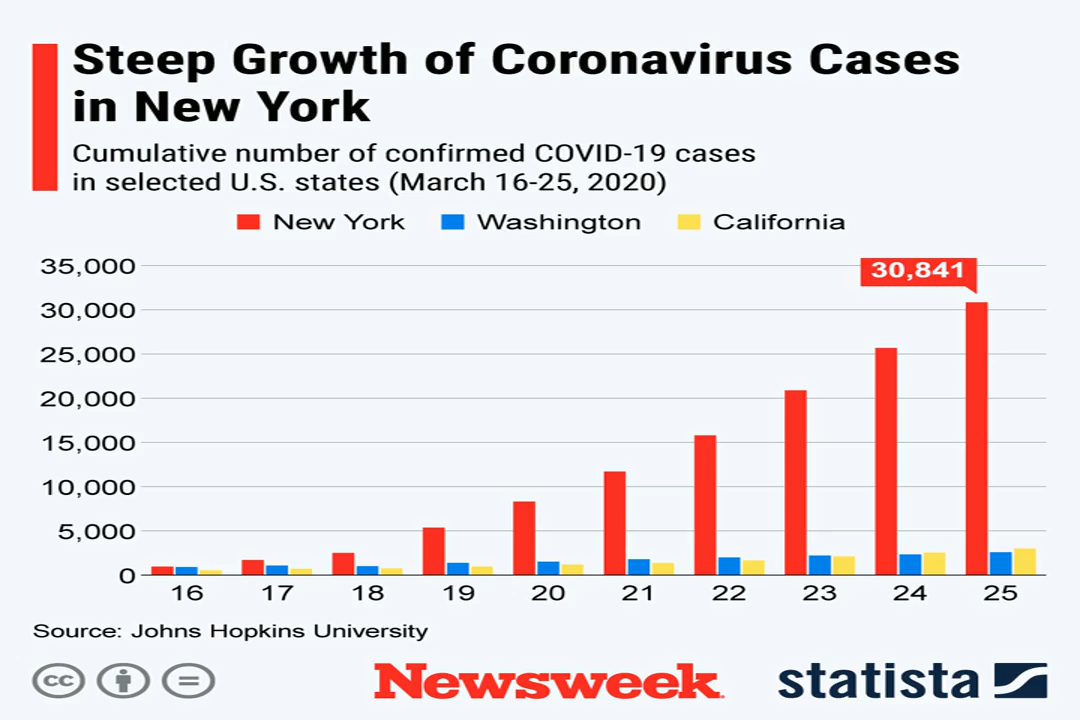 Steep Growth of Coronavirus Cases
in New York
Cumulative number of confirmed COVID-19 cases
in selected U.S. states (March 16-25, 2020)
New York Washington California
35,000
30,841
30,000
25,000
20,000
15,000
10,000
5,000
0
16 17 18 19 20 21 22 23 24 25
Source: Johns Hopkins University
cc Newsweek statista